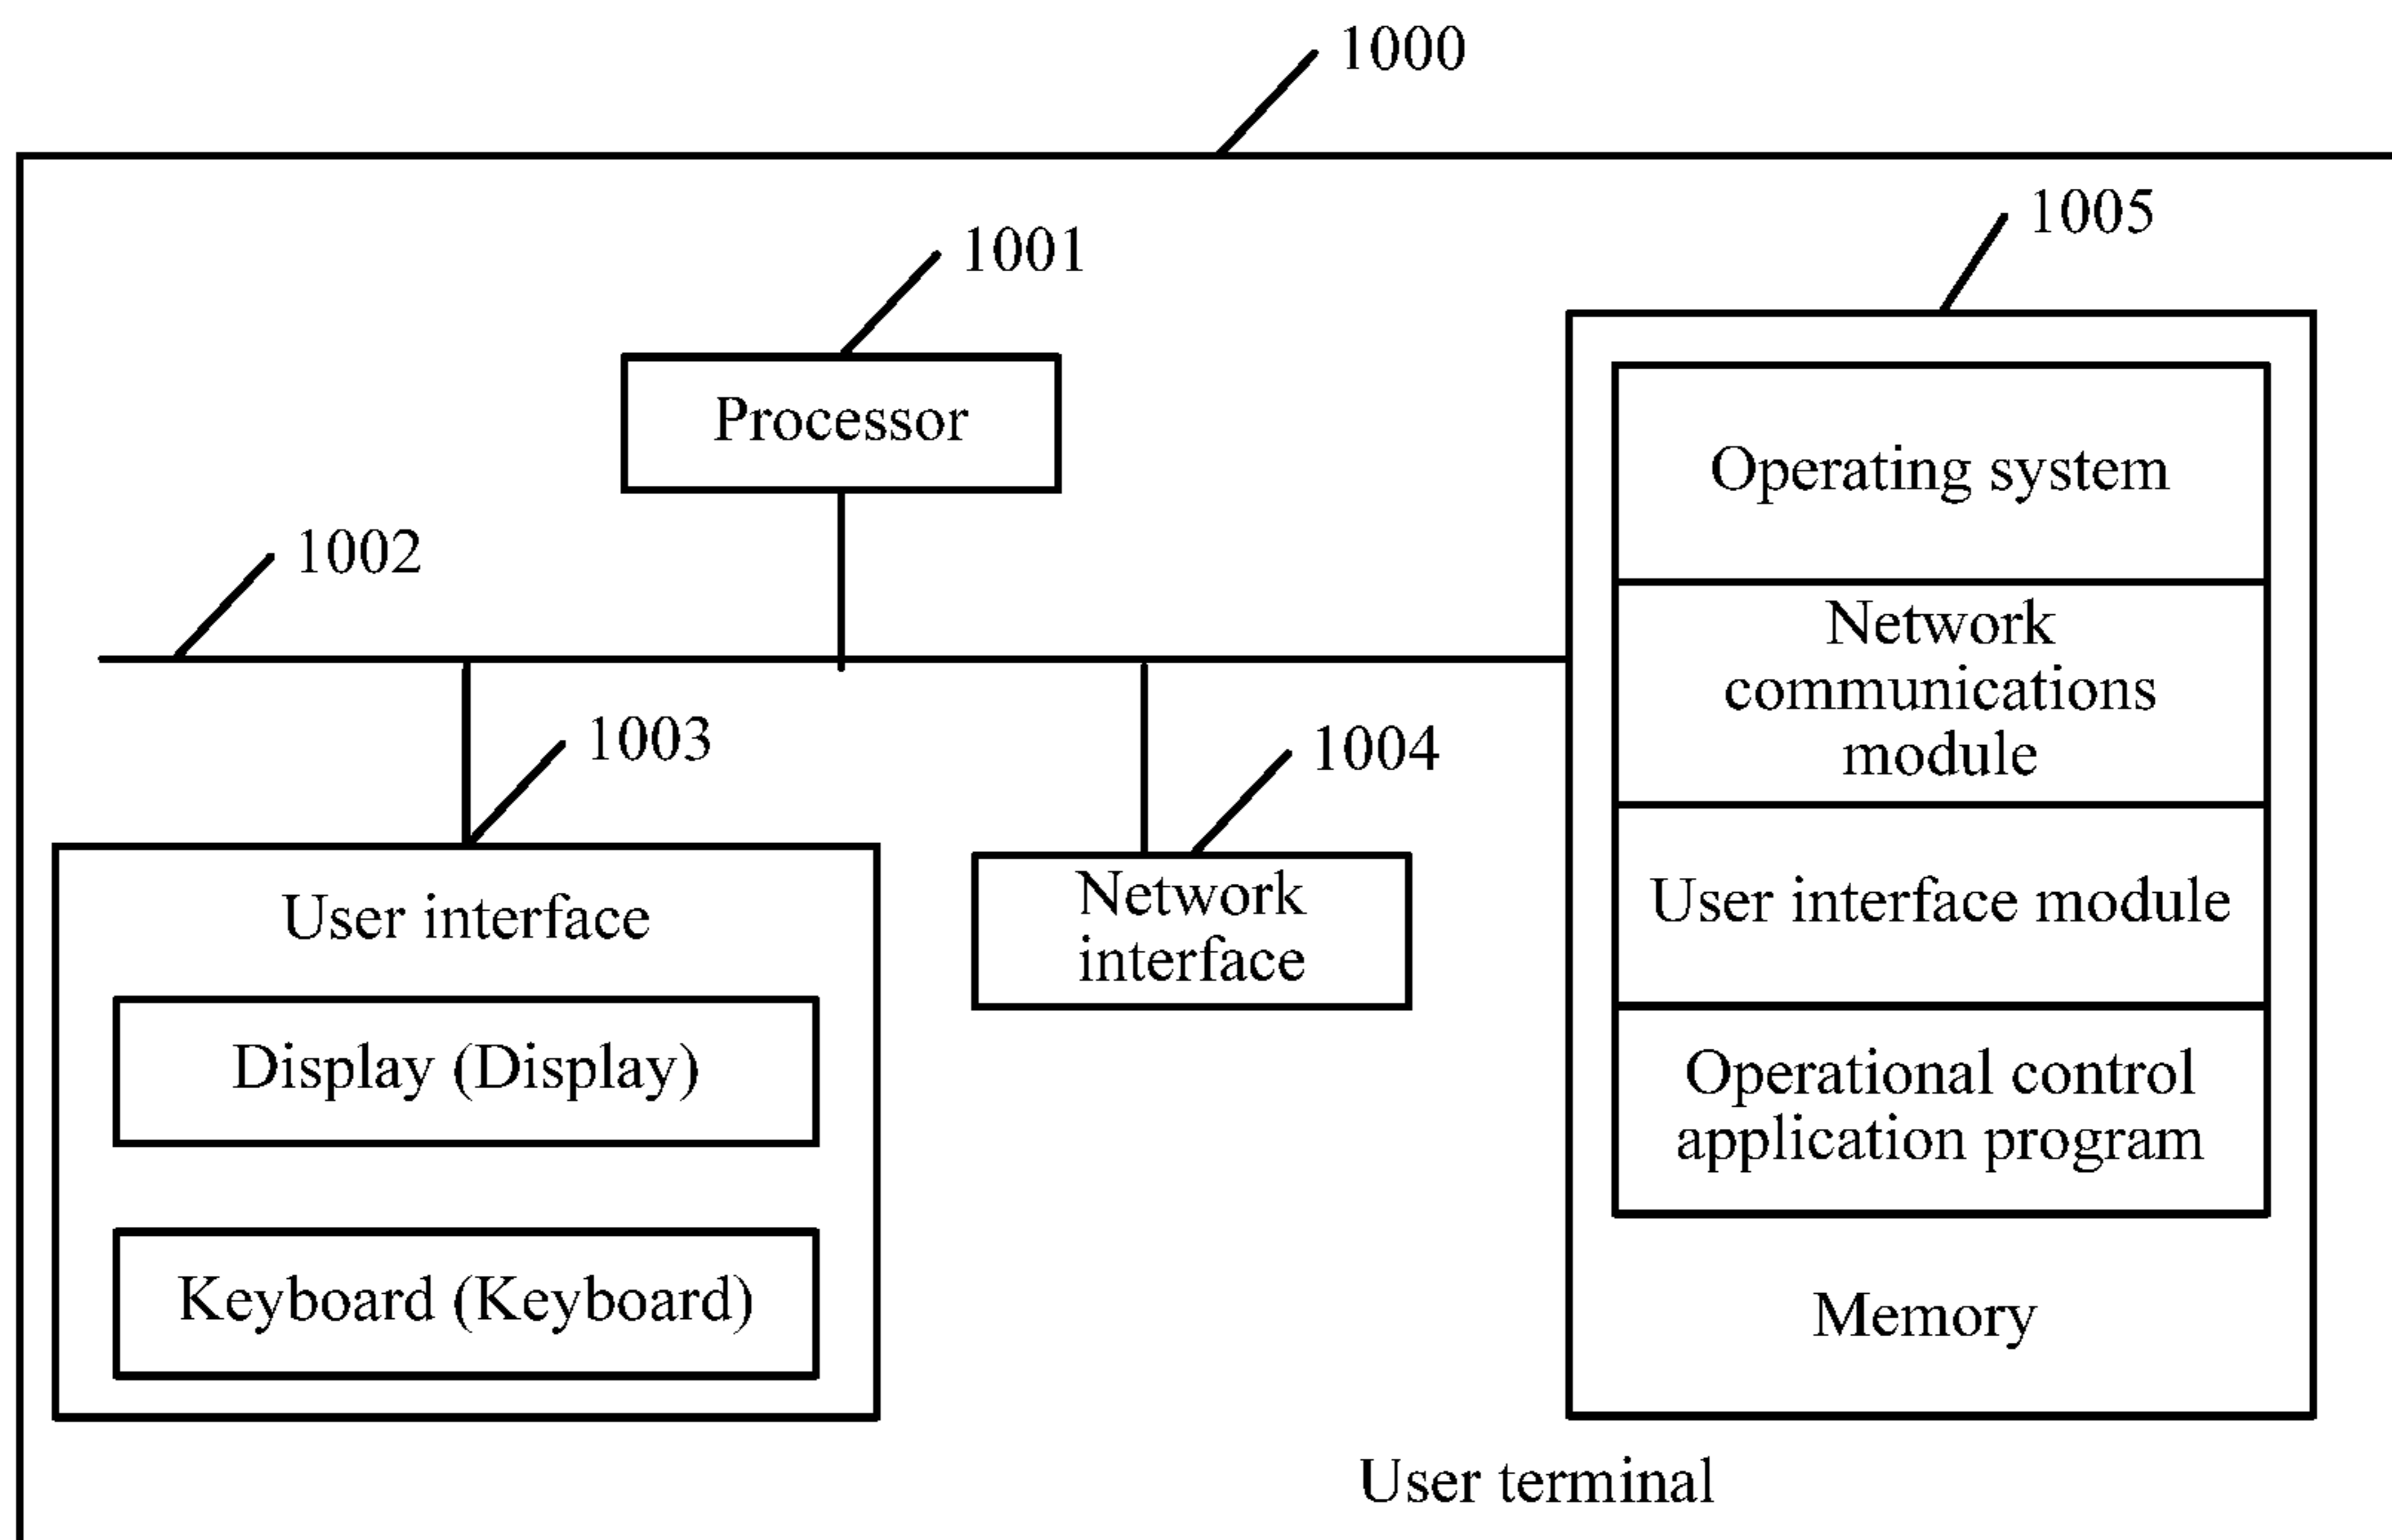 1000
1005
1001
Processor
Operating system
1002
Network
communications
module
1003
1004
User interface
Network
interface
User interface module
Display (Display)
Operational control
application program
Keyboard (Keyboard)
Memory
User terminal